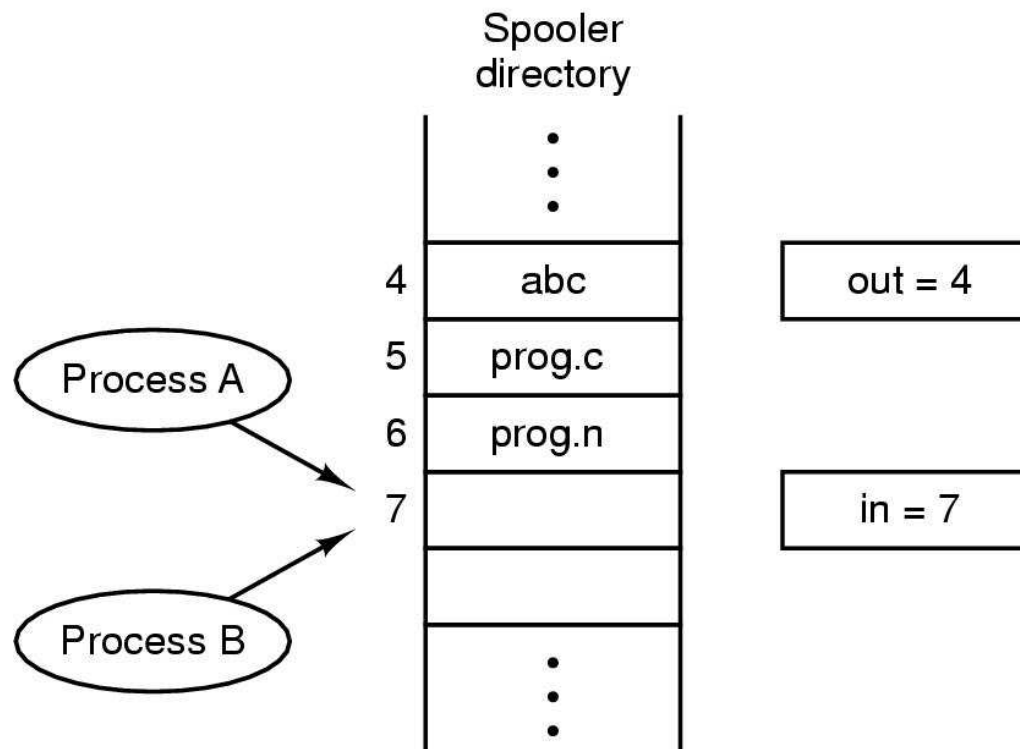 Spooler
directory
4 abc out = 4
Process A
5 prog.c
6 prog.n
7 in = 7
Process B